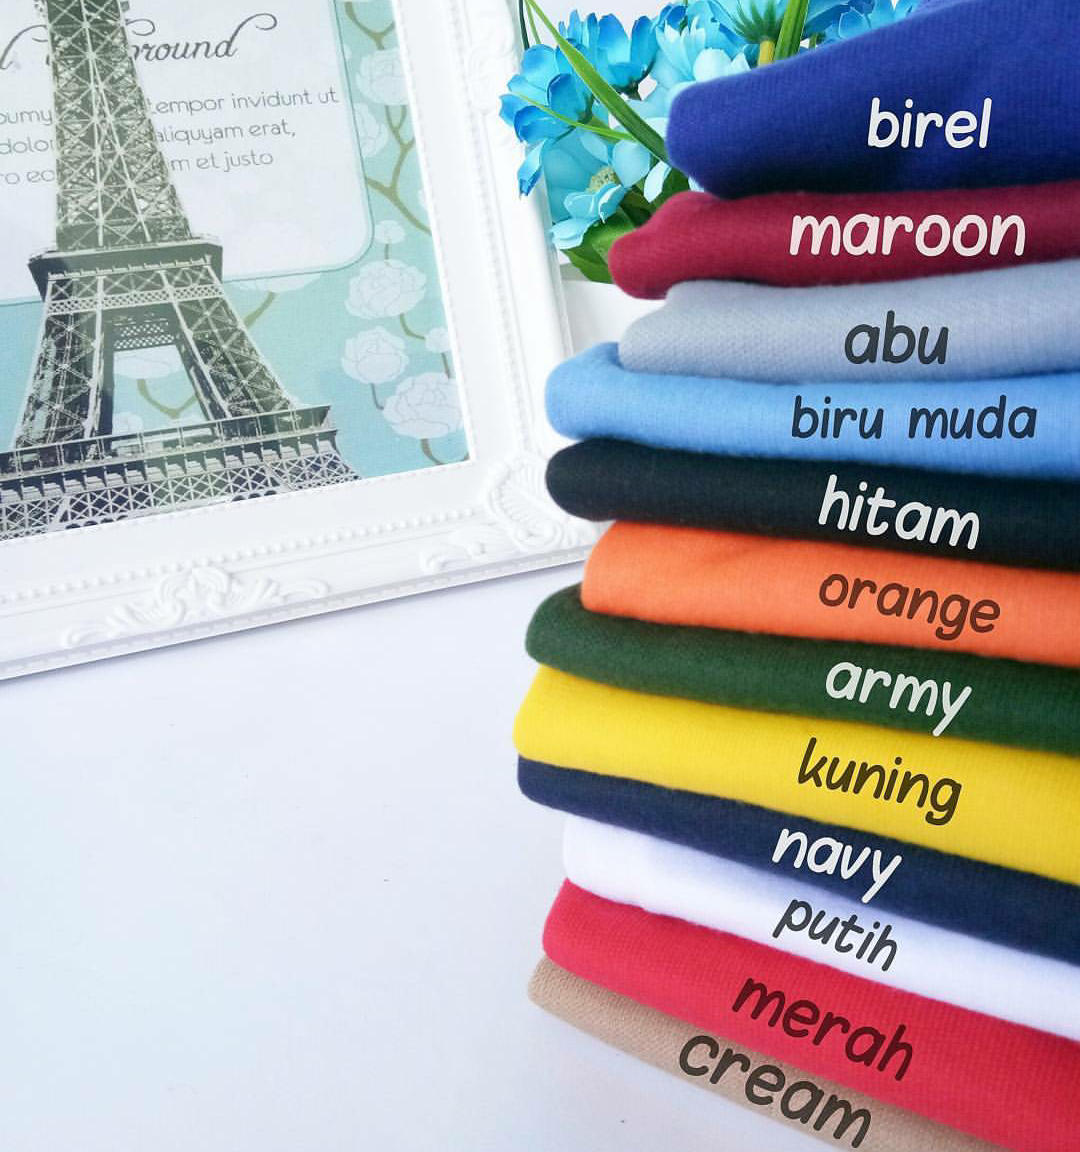 round
tempor invidunt ut
aliquyam erat,
et justo
birel
maroon
abu
biru muda
hitam
orange
army
kuning
navy
putih
merah
cream